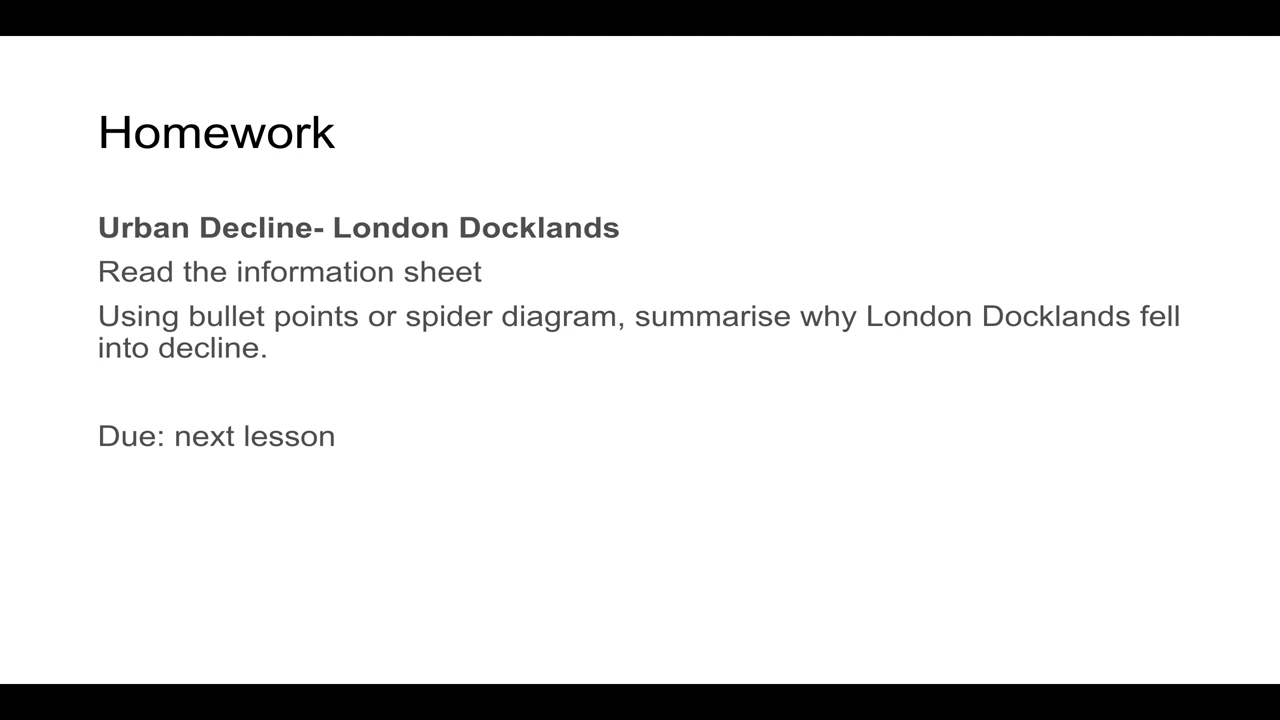 Homework
Urban Decline- London Docklands
Read the information sheet
Using bullet points or spider diagram, summarise why London Docklands fell
into decline.
Due: next lesson